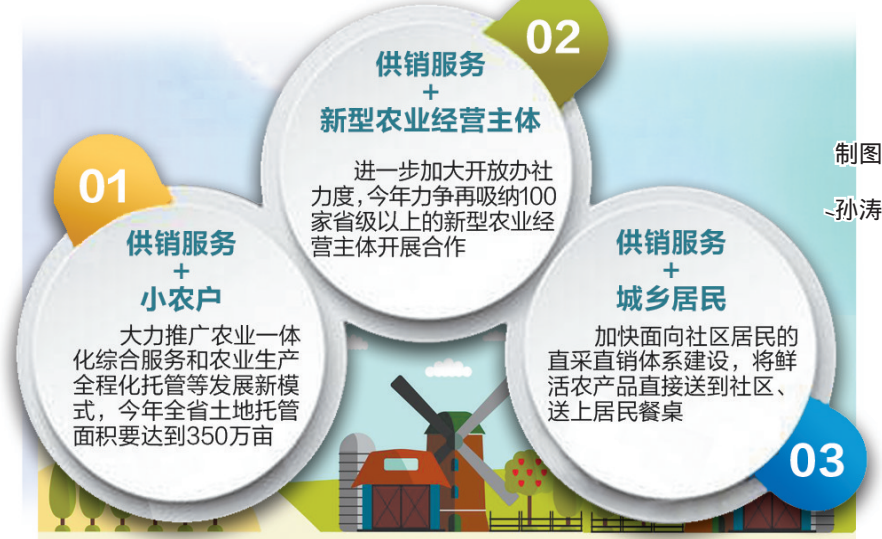 01
供销服务
+
小农户
大力推广农业一体
化综合服务和农业生产
全程化托管等发展新模
式，今年全省土地托管
面积要达到350万亩
02
供销服务
+
新型农业经营主体
进一步加大开放办社
力度，今年力争再吸纳100
家省级以上的新型农业经
营主体开展合作
03
供销服务
+
城乡居民
加快面向社区居民的
直采直销体系建设，将鲜
活农产品直接送到社区、
送上居民餐桌
制图
孙涛